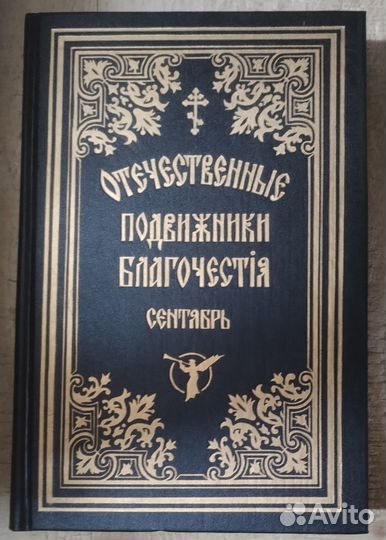 ОТЕЧЕСТВЕННЫЕ
ПОДВИЖНИКИ
БЛАГОЧЕСТІЯ
СЕНТЯБРЬ
Avito